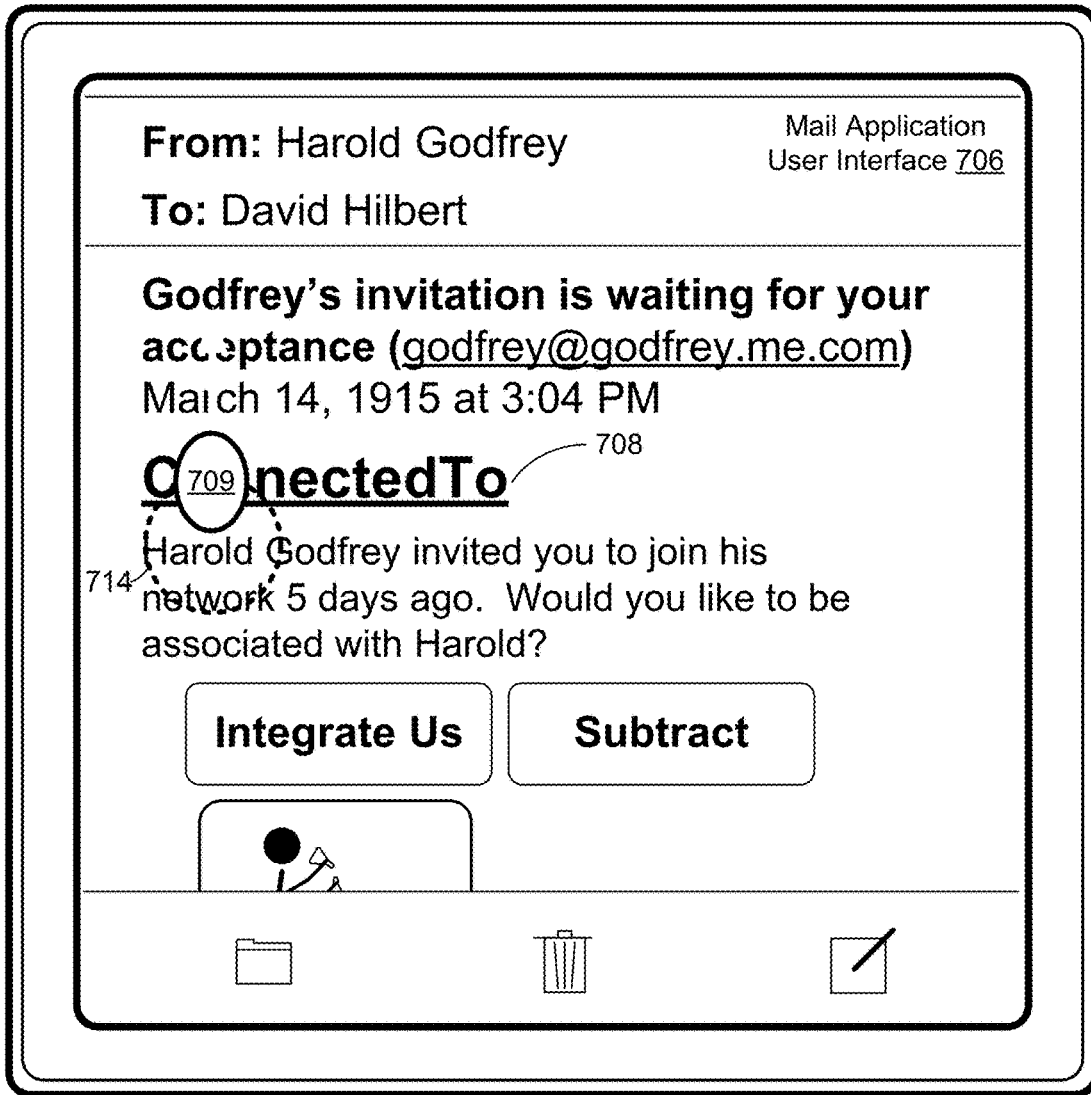 From: Harold Godfrey
Mail Application
User Interface 706
To: David Hilbert
Godfrey's invitation is waiting for your
acceptance (godfrey@godfrey.me.com)
March 14, 1915 at 3:04 PM
708
C 709 nnectedTo
Harold Godfrey invited you to join his
714
network 5 days ago. Would you like to be
associated with Harold?
Integrate Us
Subtract